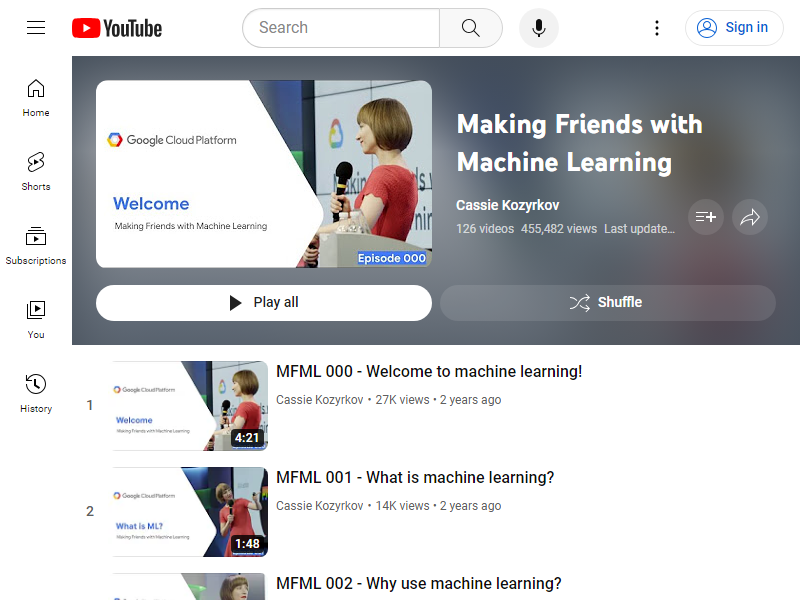 YouTube
Search
Sign in
Home
Shorts
Subscriptions
You
History
Google Cloud Platform
Welcome
Making Friends with Machine Learning
Episode 000
Making Friends with
Machine Learning
Cassie Kozyrkov
126 videos 455,482 views Last update...
Play all
Shuffle
1
Google Cloud Platform
Welcome
Making Friends with Machine Learning
4:21
MFML 000 - Welcome to machine learning!
Cassie Kozyrkov • 27K views • 2 years ago
2
Google Cloud Platform
What is ML?
Making Friends with Machine Learning
1:48
MFML 001 - What is machine learning?
Cassie Kozyrkov • 14K views • 2 years ago
MFML 002 - Why use machine learning?